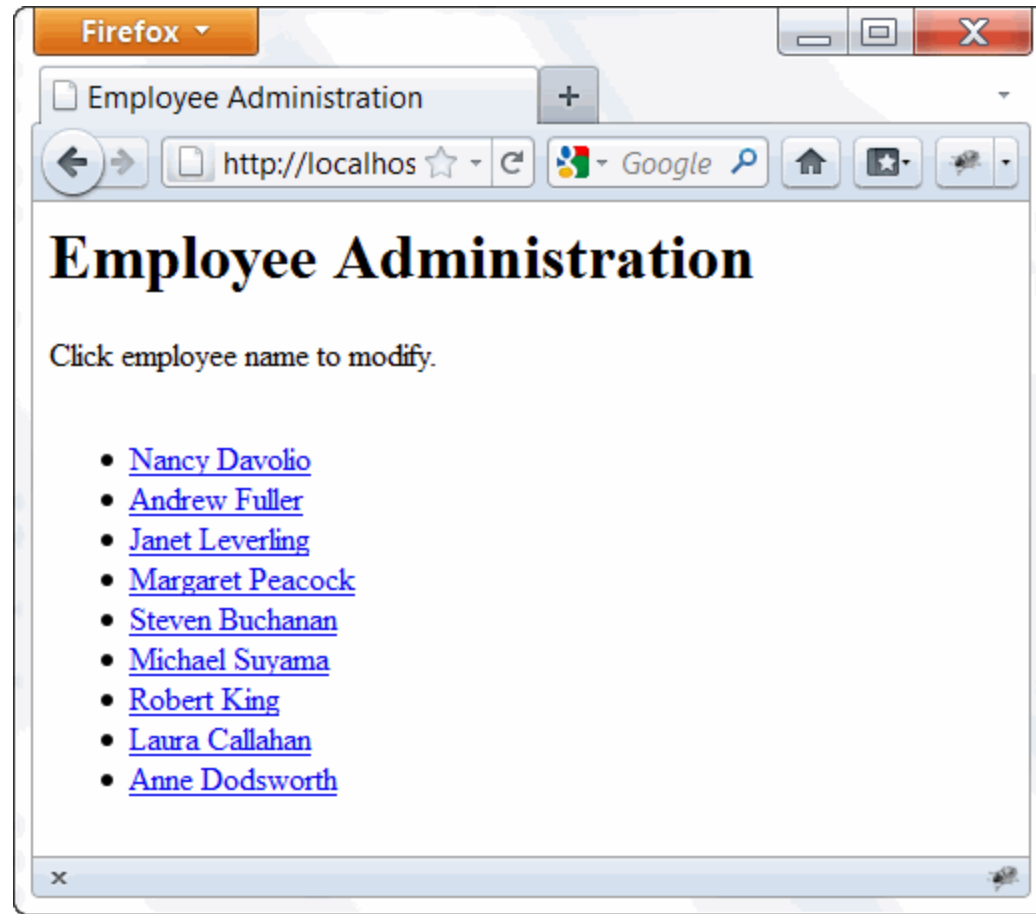 Firefox
Employee Administration
http://localhos
Google
Employee Administration
Click employee name to modify.
Nancy Davolio
Andrew Fuller
Janet Leverling
Margaret Peacock
Steven Buchanan
Michael Suyama
Robert King
Laura Callahan
Anne Dodsworth